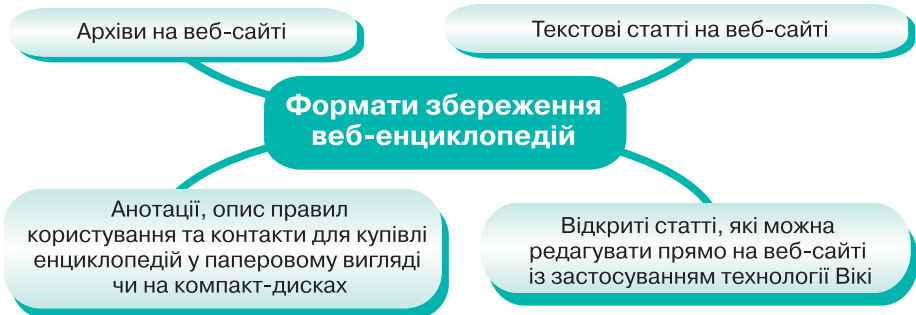 Архіви на веб-сайті
Текстові статті на веб-сайті
Формати збереження
веб-енциклопедій
Анотації, опис правил
користування та контакти для купівлі
енциклопедій у паперовому вигляді
чи на компакт-дисках
Відкриті статті, які можна
редагувати прямо на веб-сайті
із застосуванням технології Вікі